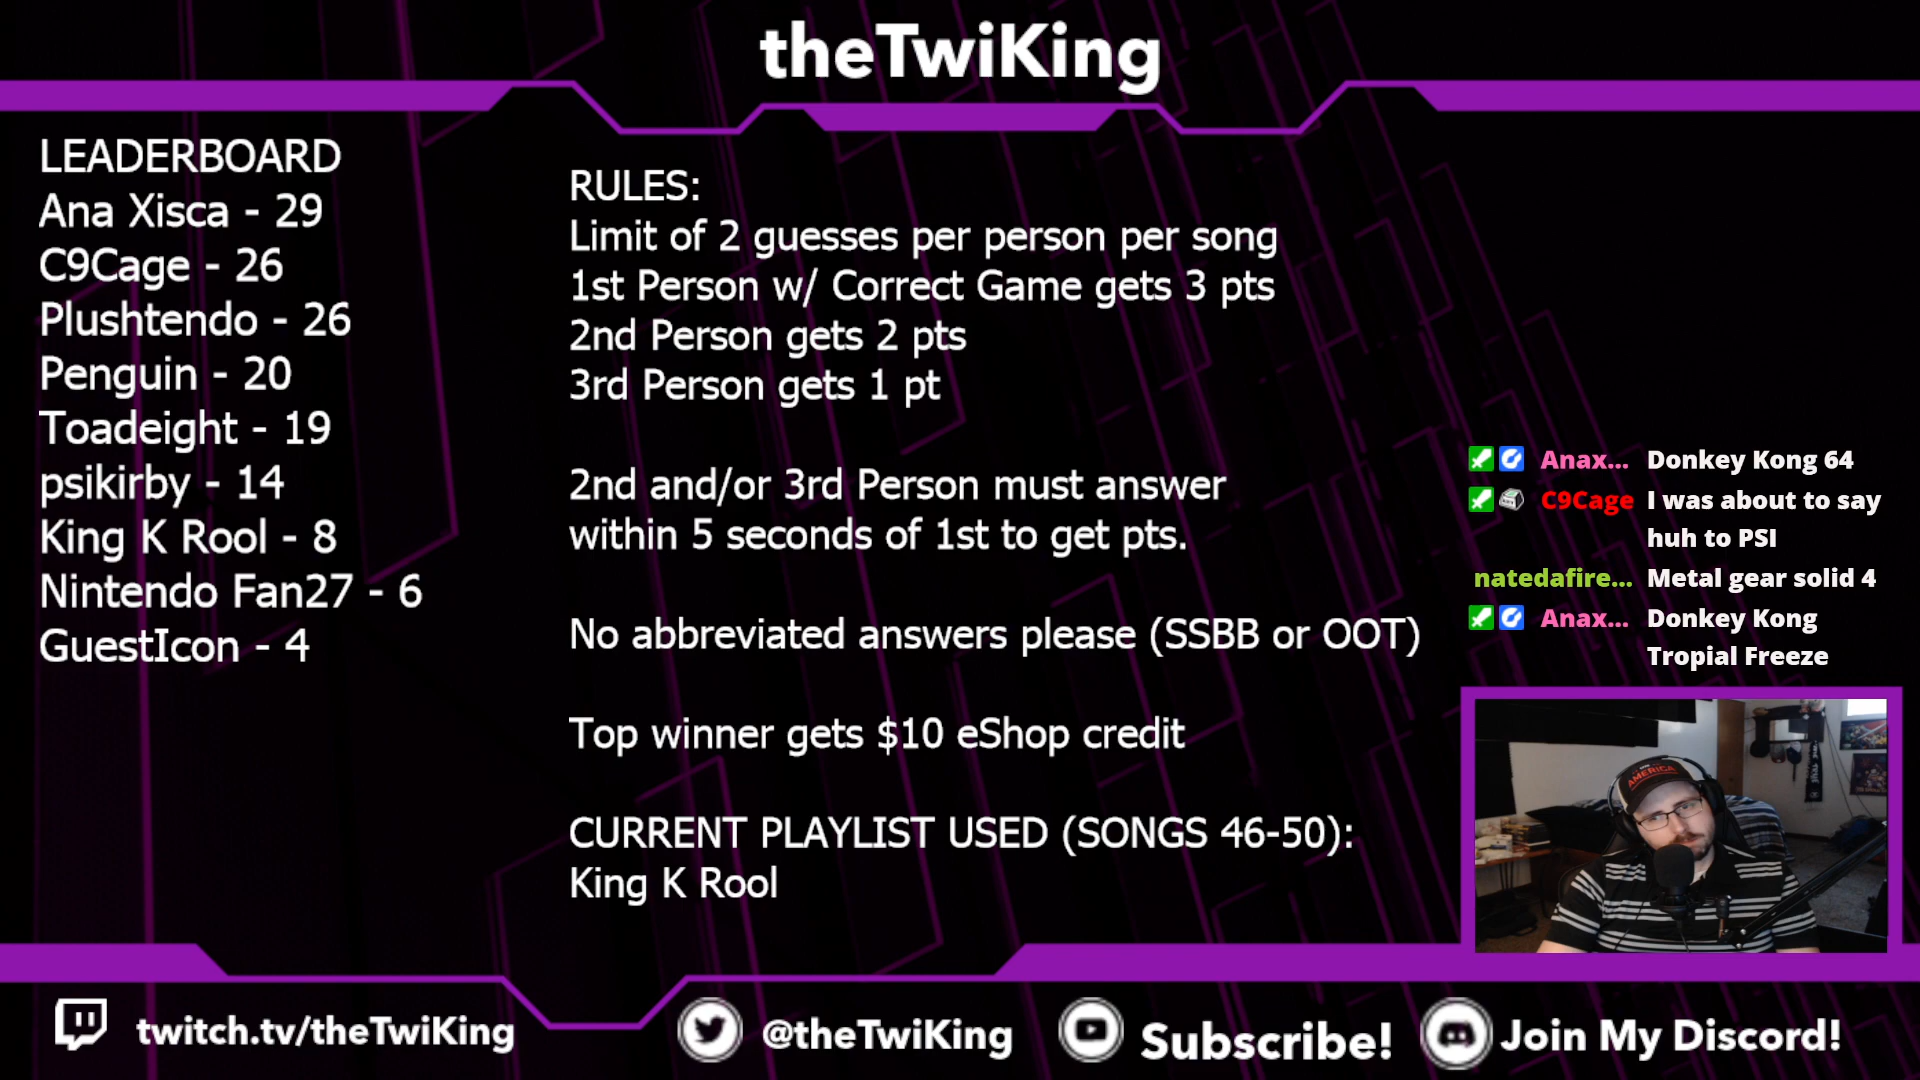 theTwiKing
LEADERBOARD
Ana Xisca - 29
C9Cage - 26
Plushtendo - 26
Penguin - 20
Toadeight - 19
psikirby - 14
King K Rool - 8
Nintendo Fan27 - 6
GuestIcon - 4
RULES:
Limit of 2 guesses per person per song
1st Person w/ Correct Game gets 3 pts
2nd Person gets 2 pts
3rd Person gets 1 pt
2nd and/or 3rd Person must answer
within 5 seconds of 1st to get pts.
No abbreviated answers please (SSBB or OOT)
Top winner gets $10 eShop credit
CURRENT PLAYLIST USED (SONGS 46-50):
King K Rool
Anax... Donkey Kong 64
C9Cage I was about to say
huh to PSI
natedafire... Metal gear solid 4
Anax... Donkey Kong
Tropial Freeze
AMERICA
twitch.tv/theTwiKing
@theTwiKing
Subscribe!
Join My Discord!